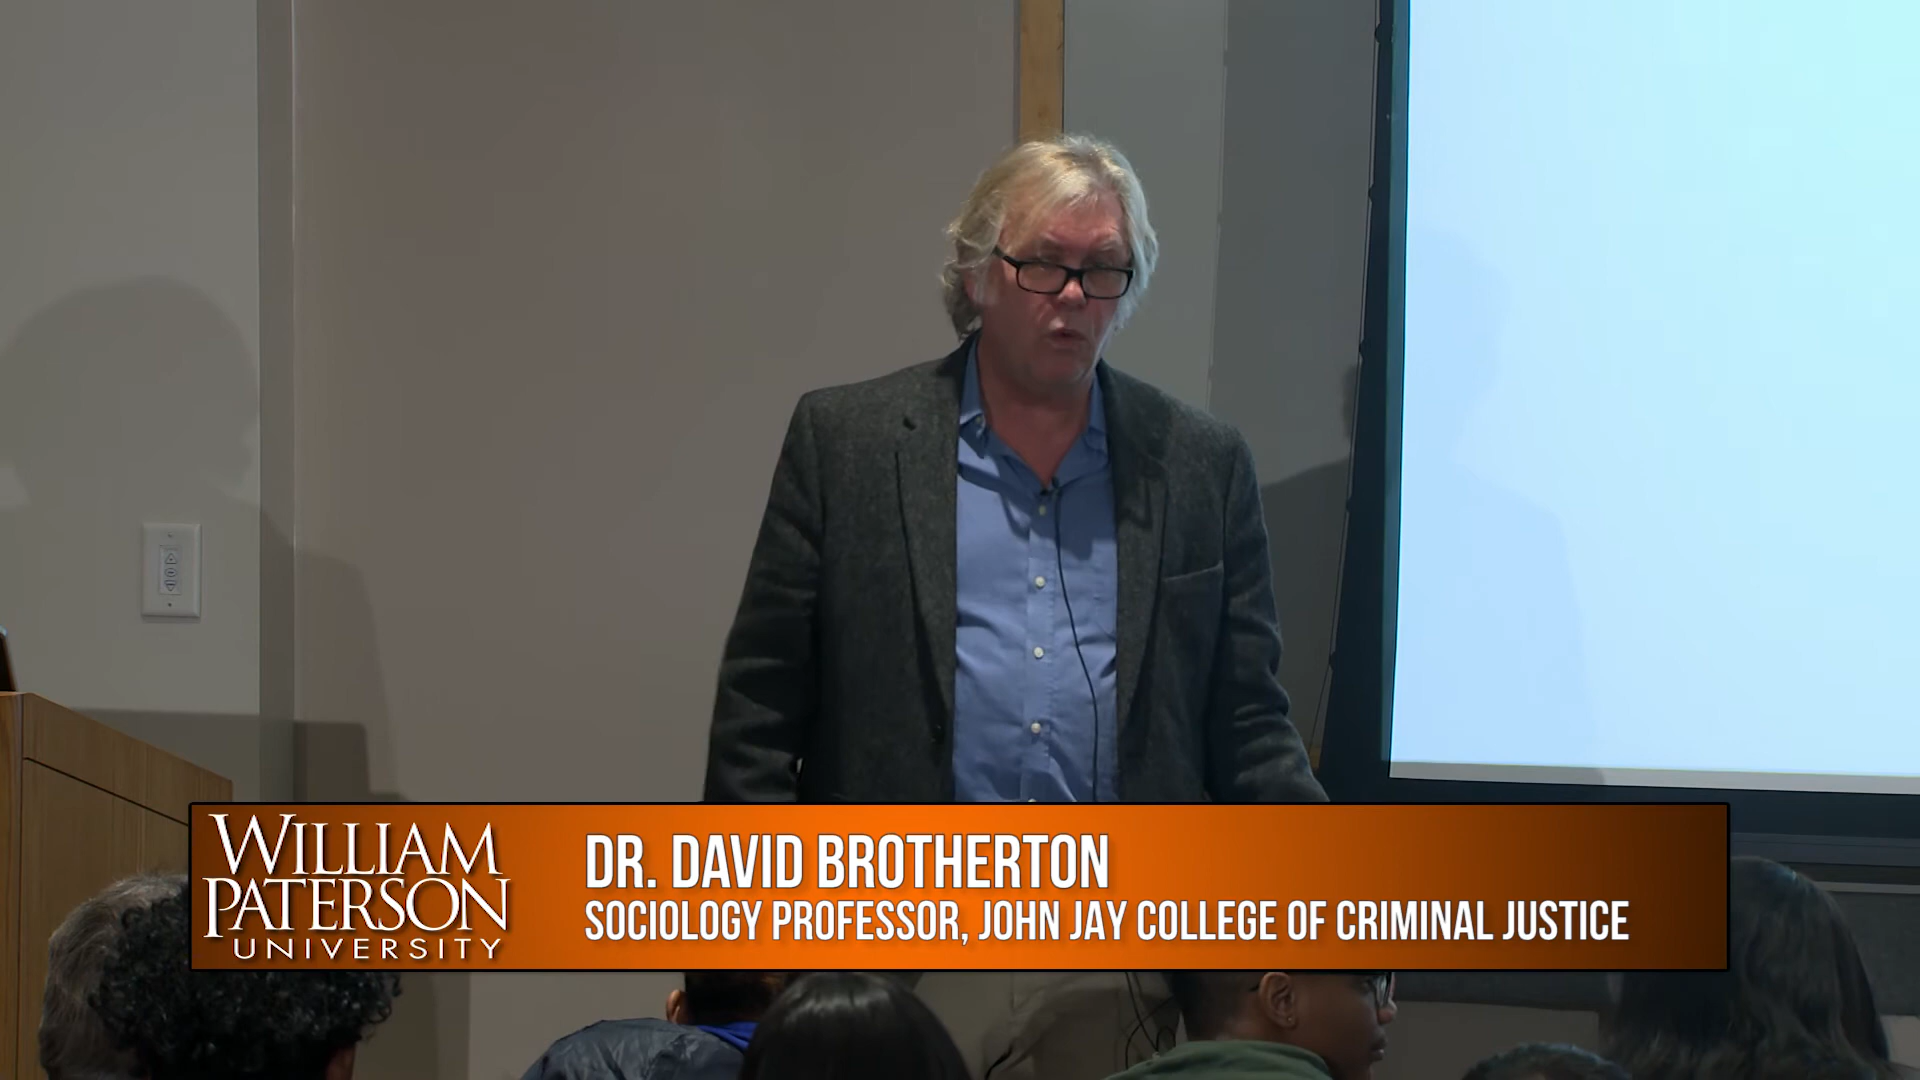 WILLIAM
PATERSON
UNIVERSITY
DR. DAVID BROTHERTON
SOCIOLOGY PROFESSOR, JOHN JAY COLLEGE OF CRIMINAL JUSTICE